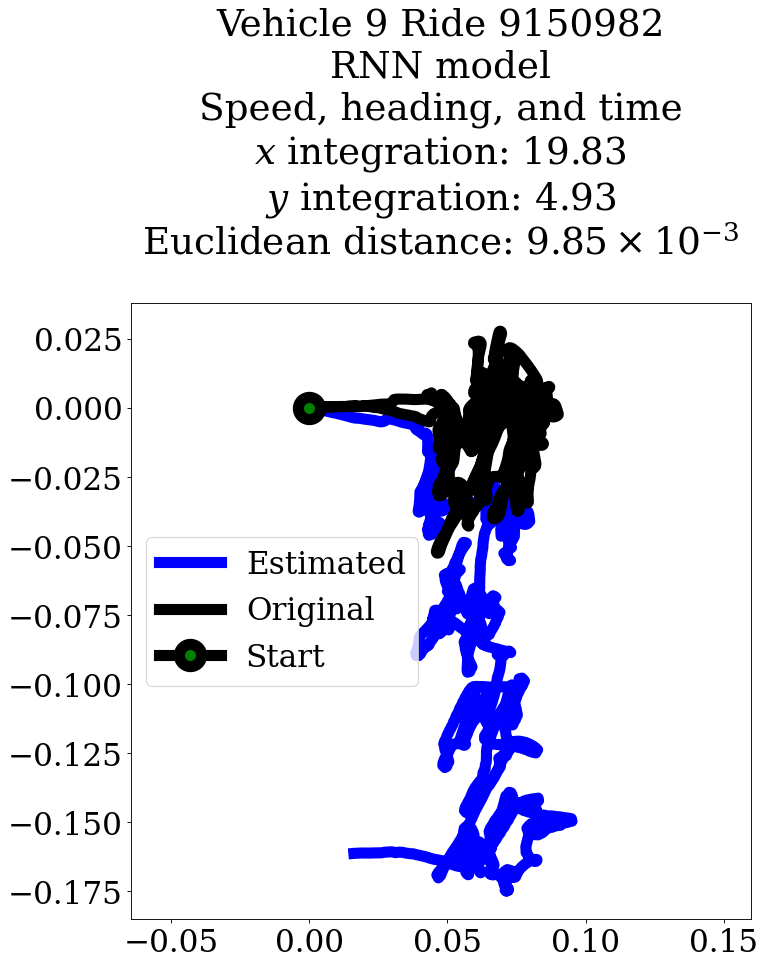 Vehicle 9 Ride 9150982
RNN model
Speed, heading, and time
x integration: 19.83
y integration: 4.93
Euclidean distance: 9.85 × 10⁻³
0.025
0.000
−0.025
−0.050
−0.075
−0.100
−0.125
−0.150
−0.175
Estimated
Original
Start
−0.05 0.00 0.05 0.10 0.15